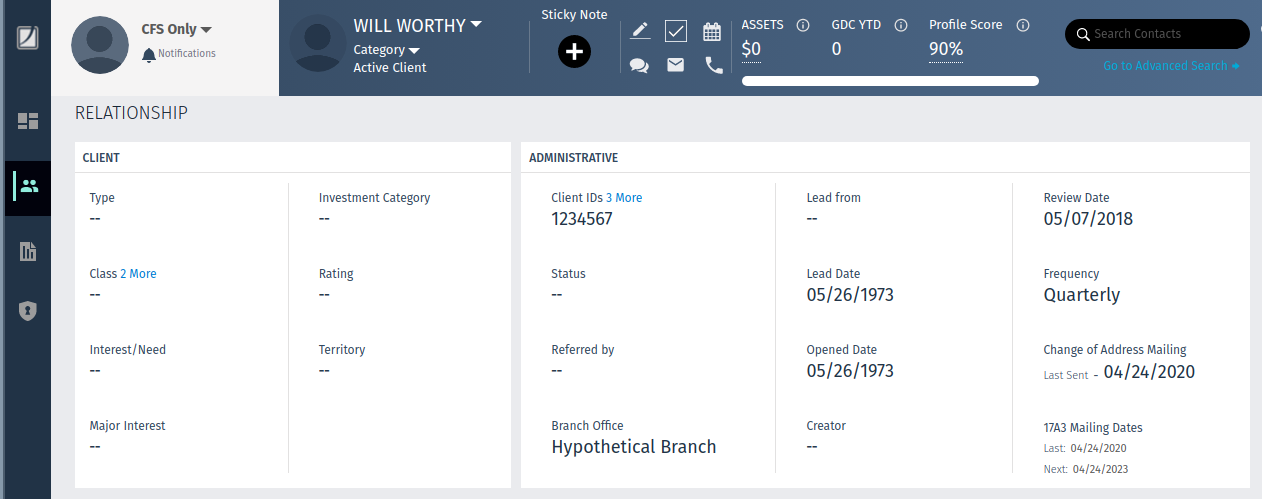 CFS Only
Notifications
WILL WORTHY
Category
Active Client
Sticky Note
ASSETS
$0
GDC YTD
0
Profile Score
90%
Search Contacts
Go to Advanced Search
RELATIONSHIP
CLIENT
Type
--
Class 2 More
--
Interest/Need
--
Major Interest
--
Investment Category
--
Rating
--
Territory
--
ADMINISTRATIVE
Client IDs 3 More
1234567
Status
--
Referred by
--
Branch Office
Hypothetical Branch
Lead from
--
Lead Date
05/26/1973
Opened Date
05/26/1973
Creator
--
Review Date
05/07/2018
Frequency
Quarterly
Change of Address Mailing
Last Sent - 04/24/2020
17A3 Mailing Dates
Last: 04/24/2020
Next: 04/24/2023